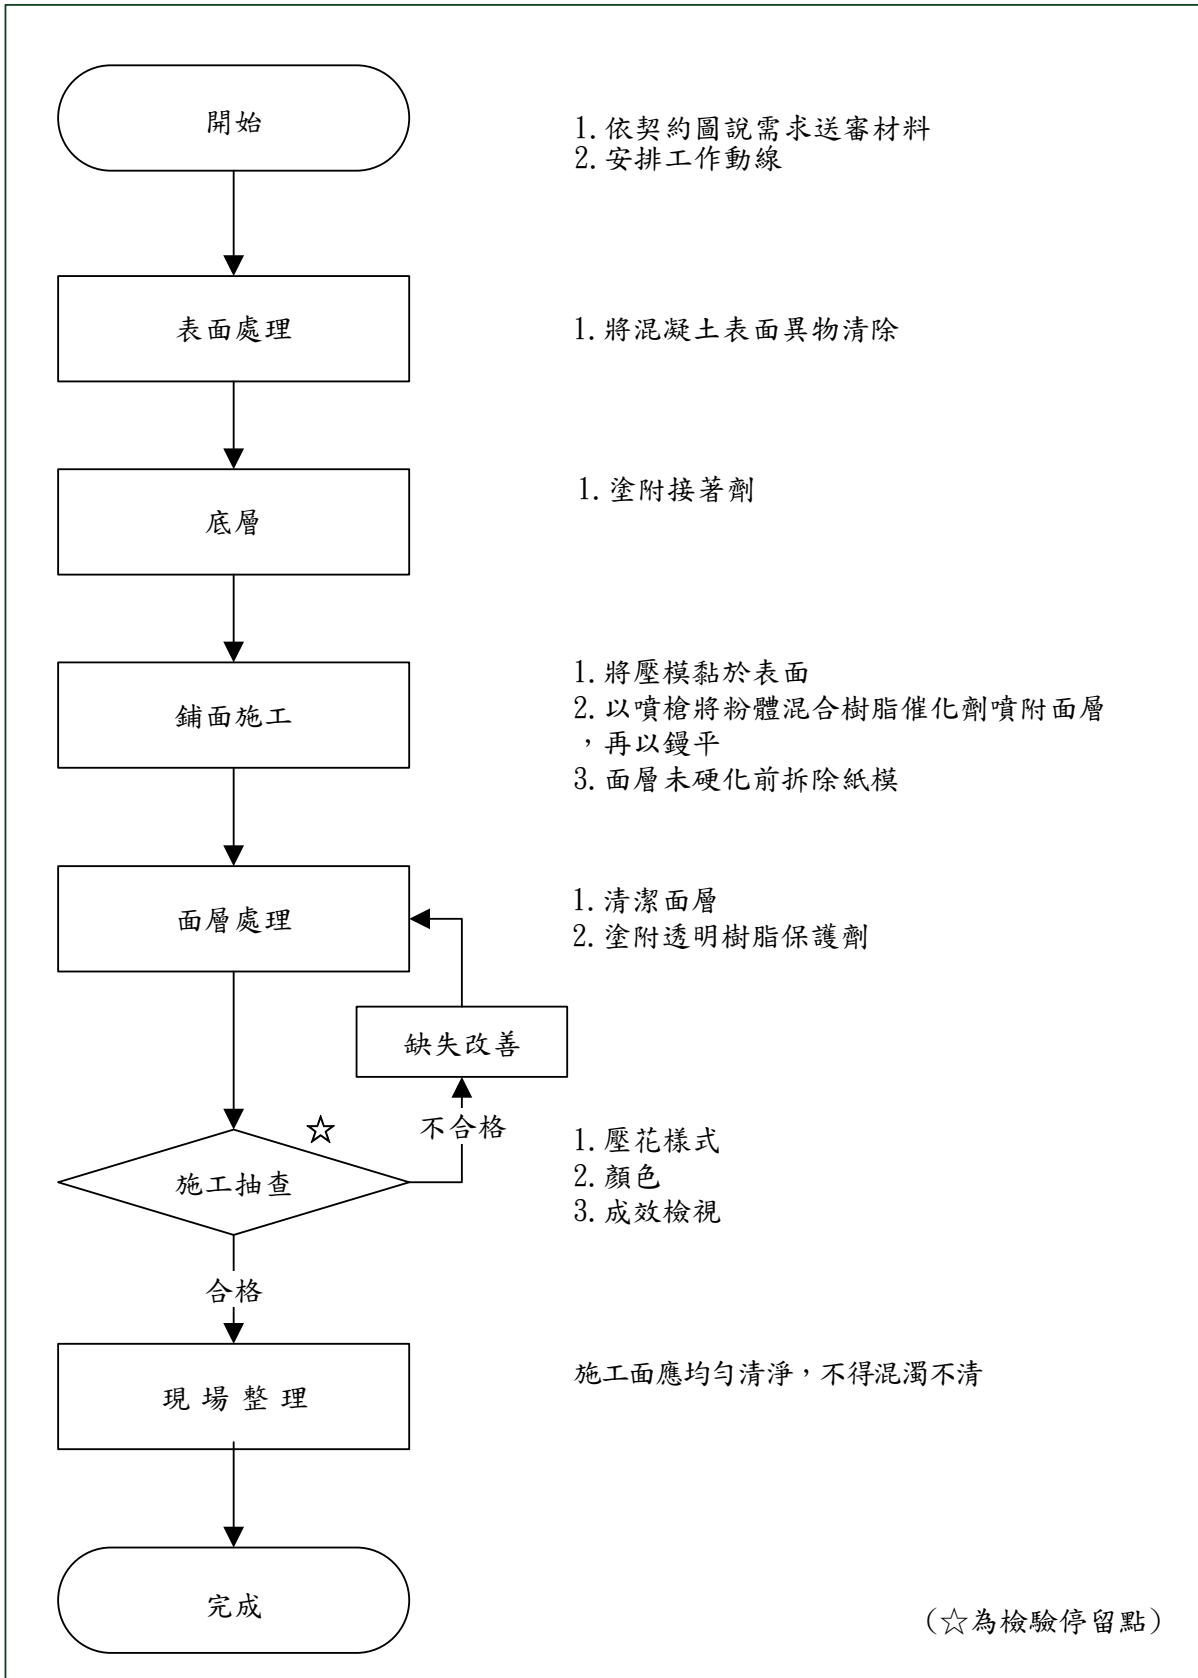 開始
1. 依契約圖說需求送審材料
2. 安排工作動線
表面處理
1. 將混凝土表面異物清除
底層
1. 塗附接著劑
鋪面施工
1. 將壓模黏於表面
2. 以噴槍將粉體混合樹脂催化劑噴附面層
，再以鏝平
3. 面層未硬化前拆除紙模
面層處理
1. 清潔面層
2. 塗附透明樹脂保護劑
缺失改善
不合格
☆
施工抽查
1. 壓花樣式
2. 顏色
3. 成效檢視
合格
現場整理
施工面應均勻清淨，不得混濁不清
完成
（☆為檢驗停留點）